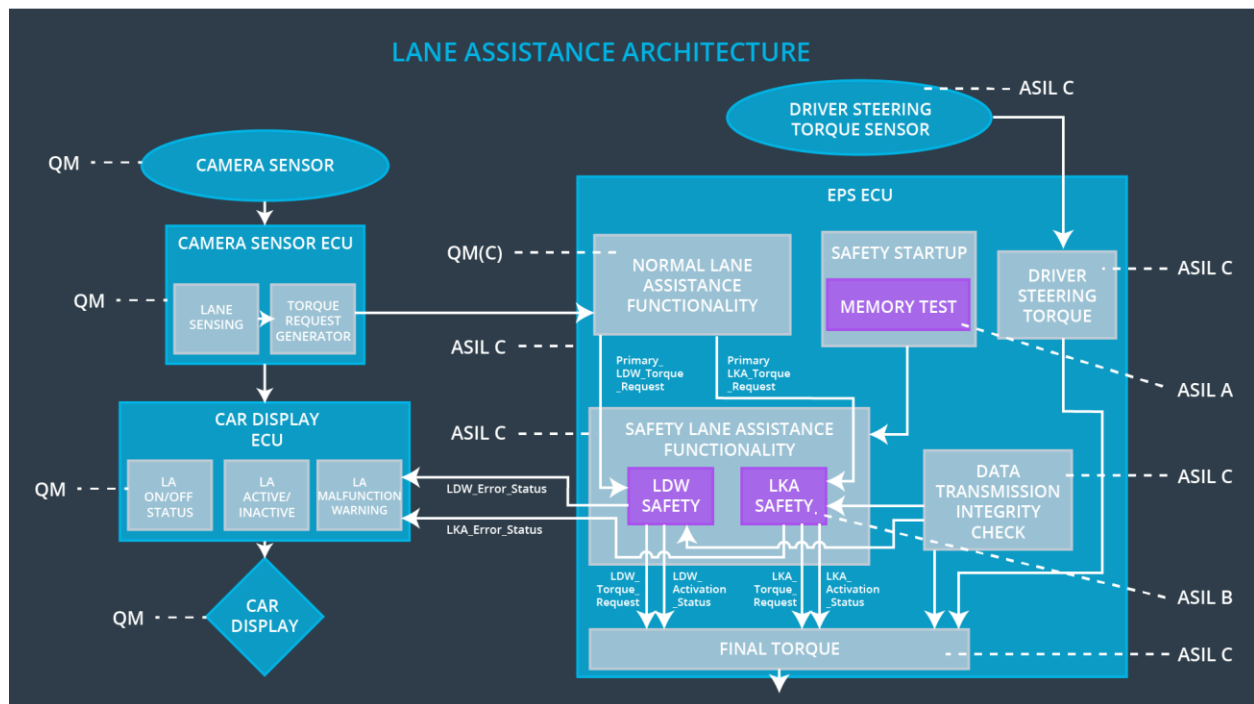 LANE ASSISTANCE ARCHITECTURE
ASIL C
DRIVER STEERING
TORQUE SENSOR
QM
CAMERA SENSOR
EPS ECU
CAMERA SENSOR ECU
QM
LANE
SENSING
TORQUE
REQUEST
GENERATOR
QM(C)
NORMAL LANE
ASSISTANCE
FUNCTIONALITY
SAFETY STARTUP
MEMORY TEST
DRIVER
STEERING
TORQUE
ASIL C
ASIL C
Primary_
LDW_Torque
_Request
Primary
LKA_Torque
_Request
ASIL A
CAR DISPLAY
ECU
QM
LA
ON/OFF
STATUS
LA
ACTIVE/
INACTIVE
LA
MALFUNCTION
WARNING
ASIL C
SAFETY LANE ASSISTANCE
FUNCTIONALITY
LDW
SAFETY
LKA
SAFETY
DATA
TRANSMISSION
INTEGRITY
CHECK
ASIL C
LDW_Error_Status
LKA_Error_Status
LDW_
Torque_
Request
LDW_
Activation
_Status
LKA_
Torque_
Request
LKA_
Activation
_Status
ASIL B
QM
CAR
DISPLAY
FINAL TORQUE
ASIL C